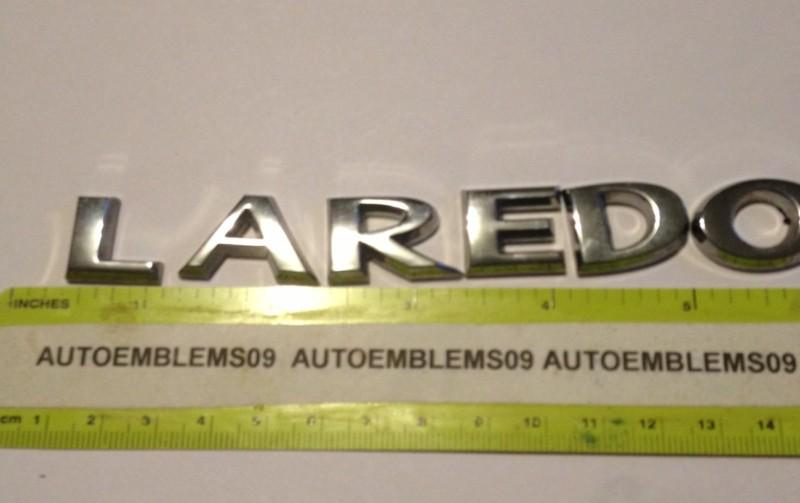 LAREDO
INCHES 1 3 4 5
AUTOEMBLEMS09 AUTOEMBLEMS09 AUTOEMBLEMS09
cm 1 2 3 4 5 6 7 8 9 10 11 12 13 14